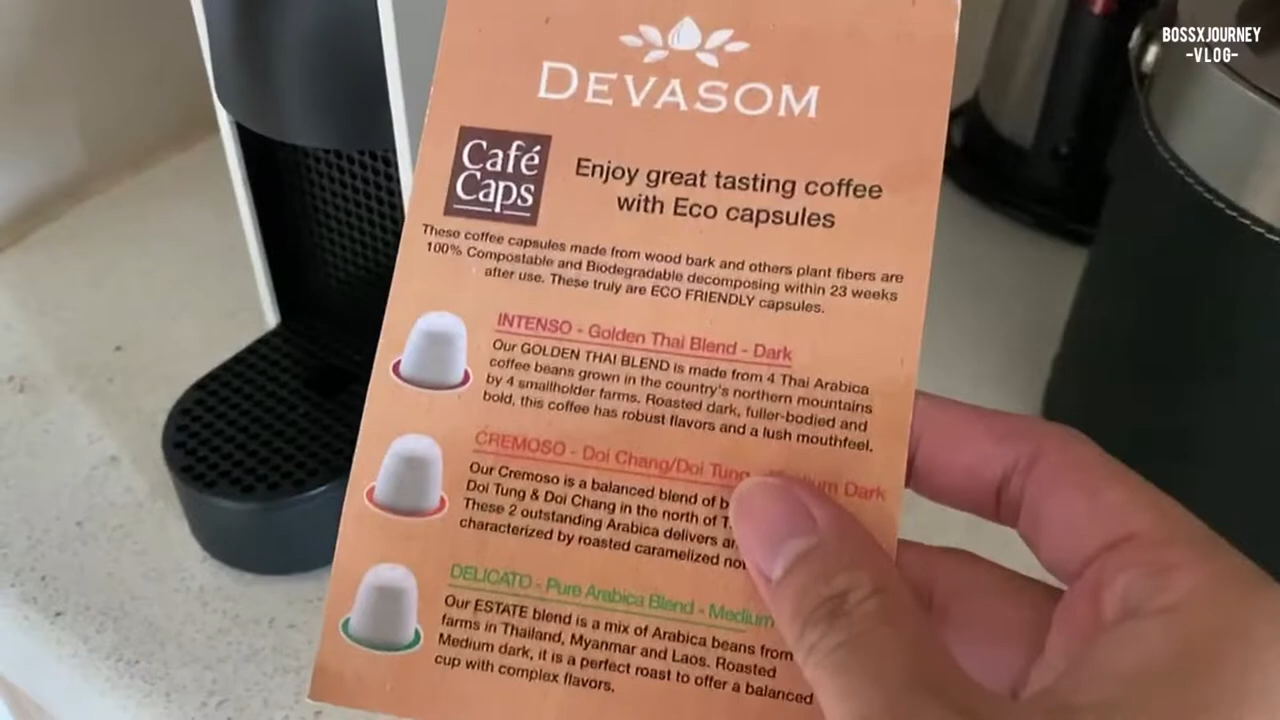 BOSSXJOURNEY
-VLOG-
DEVASOM
Café
Caps
Enjoy great tasting coffee
with Eco capsules
These coffee capsules made from wood bark and others plant fibers are
100% Compostable and Biodegradable decomposing within 23 weeks
after use. These truly are ECO FRIENDLY capsules.
INTENSO - Golden Thai Blend - Dark
Our GOLDEN THAI BLEND is made from 4 Thai Arabica
coffee beans grown in the country's northern mountains
by 4 smallholder farms. Roasted dark, fuller-bodied and
bold, this coffee has robust flavors and a lush mouthfeel.
CREMOSO - Doi Chang/Doi Tung - Dark
Our Cremoso is a balanced blend of
Doi Tung & Doi Chang in the north of
These 2 outstanding Arabica delivers
characterized by roasted caramelized
DELICATO - Pure Arabica Blend - Medium
Our ESTATE blend is a mix of Arabica beans from
farms in Thailand, Myanmar and Laos. Roasted
Medium dark, it is a perfect roast to offer a balanced
cup with complex flavors.